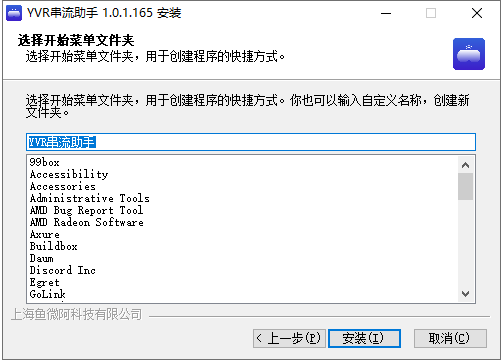 YVR串流助手 1.0.1.165 安装
选择开始菜单文件夹
选择开始菜单文件夹，用于创建程序的快捷方式。
选择开始菜单文件夹，用于创建程序的快捷方式。你也可以输入自定义名称，创建新
文件夹。
YVR串流助手
99box
Accessibility
Accessories
Administrative Tools
AMD Bug Report Tool
AMD Radeon Software
Axure
Buildbox
Daum
Discord Inc
Egret
GoLink
上海鱼微阿科技有限公司
< 上一步(P) 安装(I) 取消(C)